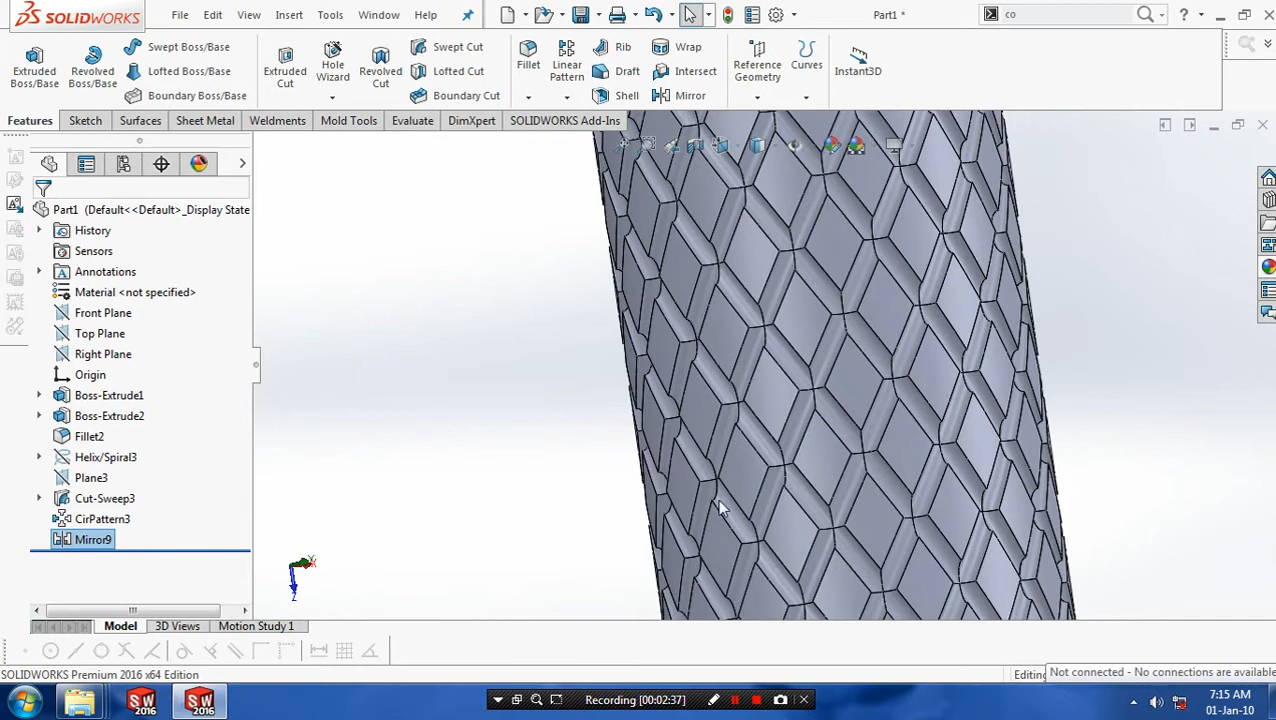 SOLIDWORKS File Edit View Insert Tools Window Help Part1 * co
Extruded Boss/Base
Revolved Boss/Base
Swept Boss/Base
Lofted Boss/Base
Boundary Boss/Base
Extruded Cut
Hole Wizard
Revolved Cut
Swept Cut
Lofted Cut
Boundary Cut
Fillet
Linear Pattern
Rib
Draft
Shell
Wrap
Intersect
Mirror
Reference Geometry
Curves
Instant3D
Features Sketch Surfaces Sheet Metal Weldments Mold Tools Evaluate DimXpert SOLIDWORKS Add-Ins
Part1 (Default<<Default>_Display State
History
Sensors
Annotations
Material <not specified>
Front Plane
Top Plane
Right Plane
Origin
Boss-Extrude1
Boss-Extrude2
Fillet2
Helix/Spiral3
Plane3
Cut-Sweep3
CirPattern3
Mirror9
Z
Model 3D Views Motion Study 1
SOLIDWORKS Premium 2016 x64 Edition
Editing
Not connected - No connections are available
SW 2016
SW 2016
Recording [00:02:37]
7:15 AM
01-Jan-10